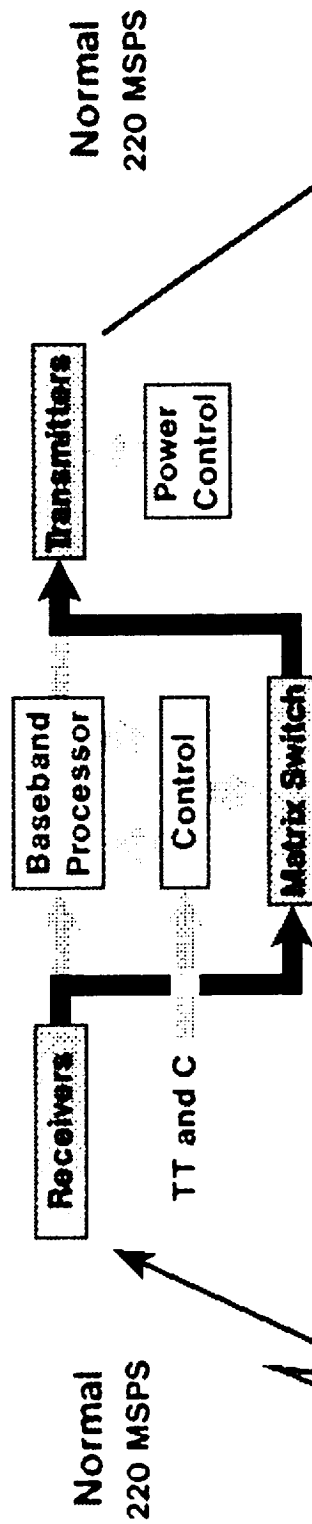 Normal
220 MSPS
Receivers
TT and C
Baseband
Processor
Control
Matrix Switch
Transmitters
Power
Control
Normal
220 MSPS